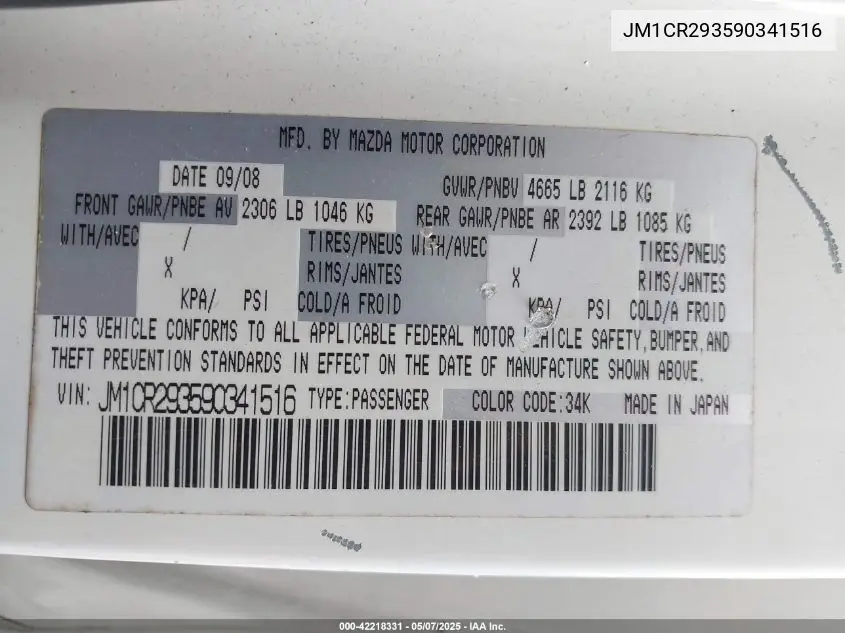 JM1CR293590341516
MFD. BY MAZDA MOTOR CORPORATION
DATE 09/08
GVWR/PNBV 4665 LB 2116 KG
FRONT GAWR/PNBE AV 2306 LB 1046 KG REAR GAWR/PNBE AR 2392 LB 1085 KG
WITH/AVEC / TIRES/PNEUS WITH/AVEC / TIRES/PNEUS
X RIMS/JANTES X RIMS/JANTES
KPA/ PSI COLD/A FROID KPA/ PSI COLD/A FROID
THIS VEHICLE CONFORMS TO ALL APPLICABLE FEDERAL MOTOR VEHICLE SAFETY,BUMPER,AND
THEFT PREVENTION STANDARDS IN EFFECT ON THE DATE OF MANUFACTURE SHOWN ABOVE.
VIN: JM1CR293590341516 TYPE:PASSENGER COLOR CODE:34K MADE IN JAPAN
000-42218331 - 05/07/2025 - IAA Inc.